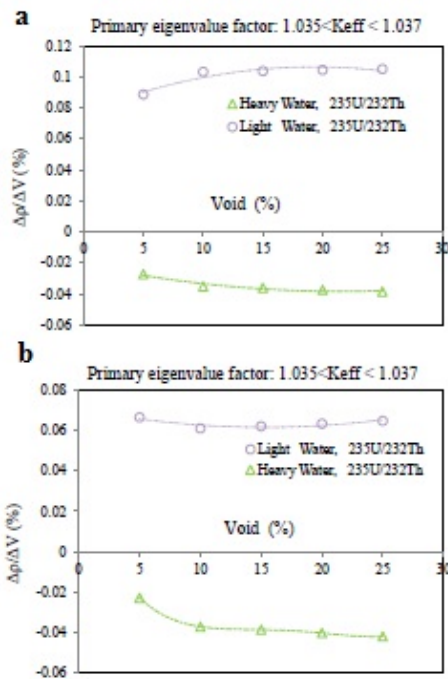 a
Primary eigenvalue factor: 1.035<Keff < 1.037
0.12
0.1
0.08
0.06
0.04
0.02
0
-0.02
-0.04
-0.06
Δρ/ΔV (%)
Heavy Water, 235U/232Th
Light Water, 235U/232Th
Void (%)
0 5 10 15 20 25 30
b
Primary eigenvalue factor: 1.035<Keff < 1.037
0.08
0.06
0.04
0.02
0
-0.02
-0.04
-0.06
Δρ/ΔV (%)
Light Water, 235U/232Th
Heavy Water, 235U/232Th
Void (%)
0 5 10 15 20 25 30